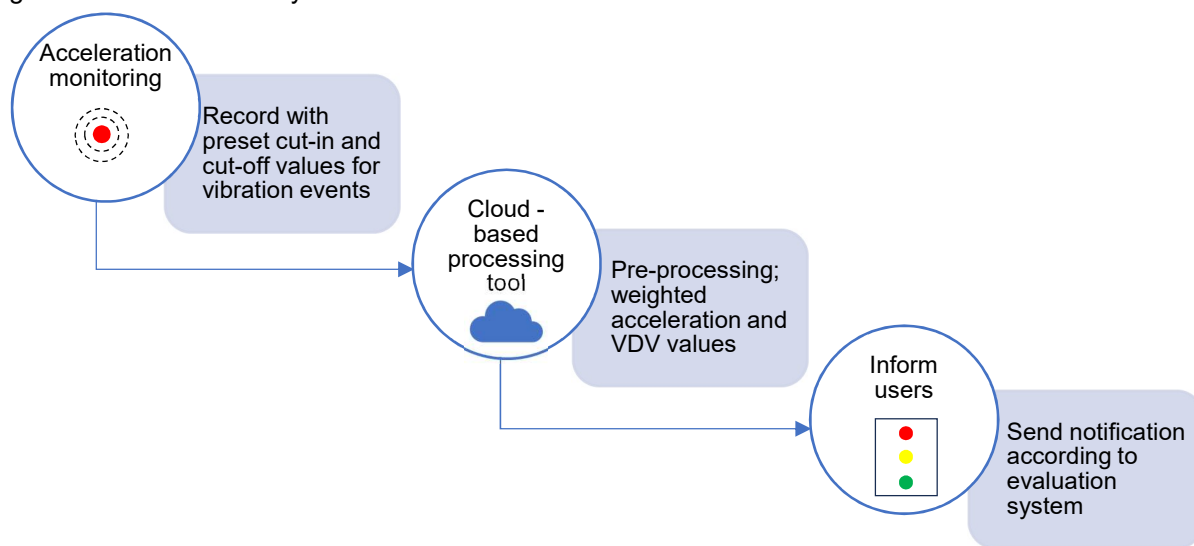 Acceleration
monitoring
Record with
preset cut-in and
cut-off values for
vibration events
Cloud -
based
processing
tool
Pre-processing;
weighted
acceleration and
VDV values
Inform
users
Send notification
according to
evaluation
system